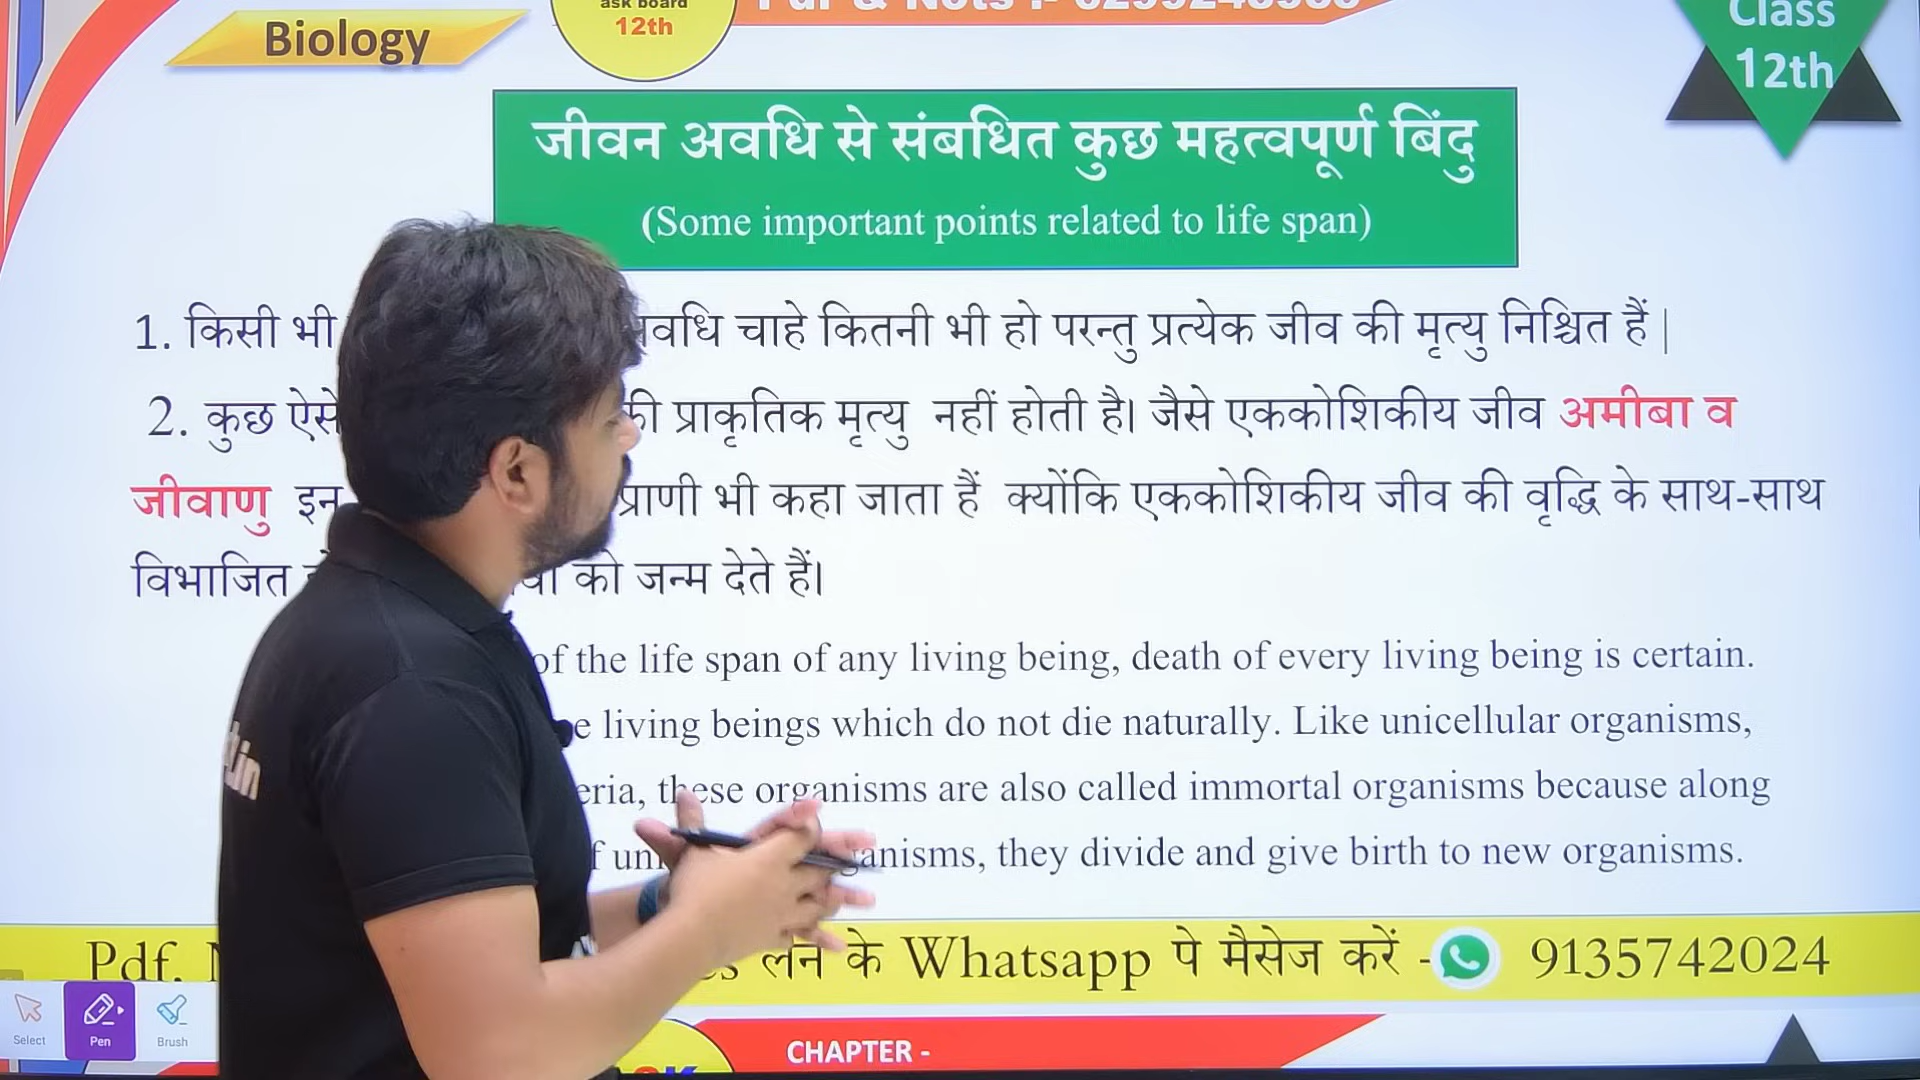 ask board
12th
Biology
Class
12th
जीवन अवधि से संबधित कुछ महत्वपूर्ण बिंदु
(Some important points related to life span)
1. किसी भी चाहे कितनी भी हो परन्तु प्रत्येक जीव की मृत्यु निश्चित हैं |
2. कुछ ऐसे की प्राकृतिक मृत्यु नहीं होती है। जैसे एककोशिकीय जीव अमीबा व
जीवाणु इन प्राणी भी कहा जाता हैं क्योंकि एककोशिकीय जीव की वृद्धि के साथ-साथ
विभाजित को जन्म देते हैं।
of the life span of any living being, death of every living being is certain.
living beings which do not die naturally. Like unicellular organisms,
these organisms are also called immortal organisms because along
they divide and give birth to new organisms.
Pdf, के Whatsapp पे मैसेज करें - 9135742024
Select
Pen
Brush
CHAPTER -